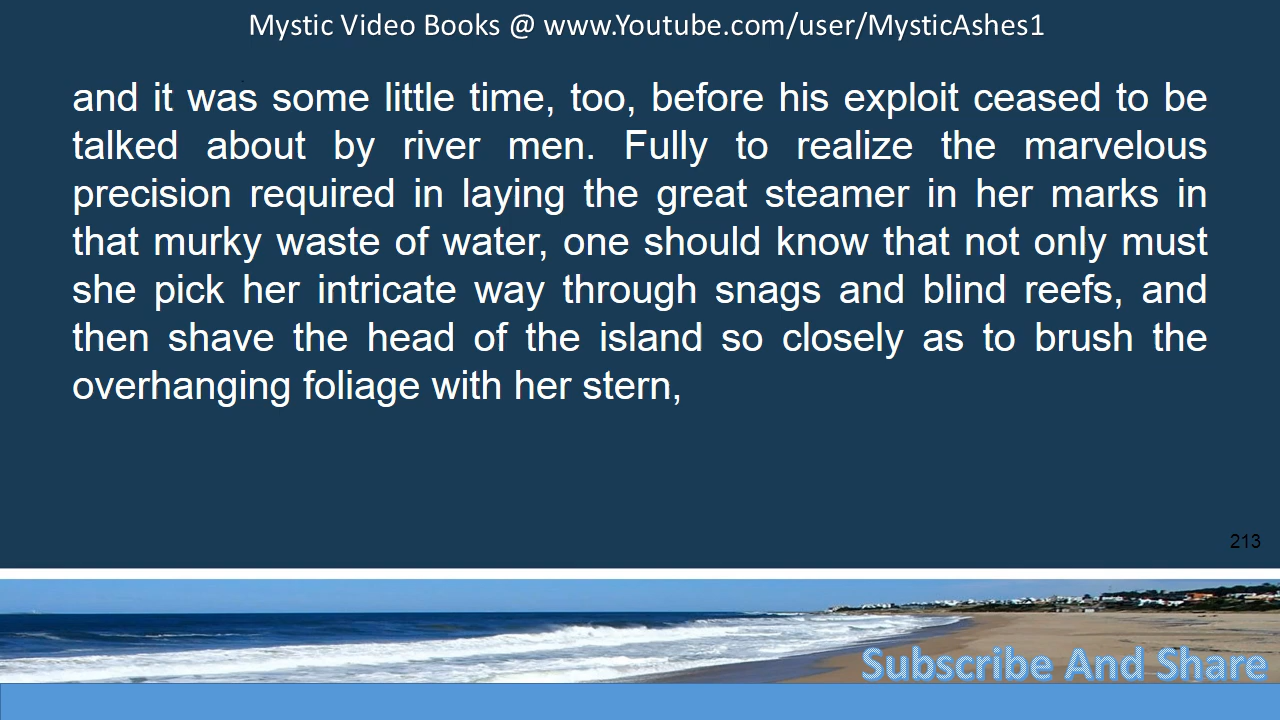 Mystic Video Books @ www.Youtube.com/user/MysticAshes1
and it was some little time, too, before his exploit ceased to be
talked about by river men. Fully to realize the marvelous
precision required in laying the great steamer in her marks in
that murky waste of water, one should know that not only must
she pick her intricate way through snags and blind reefs, and
then shave the head of the island so closely as to brush the
overhanging foliage with her stern,
213
Subscribe And Share